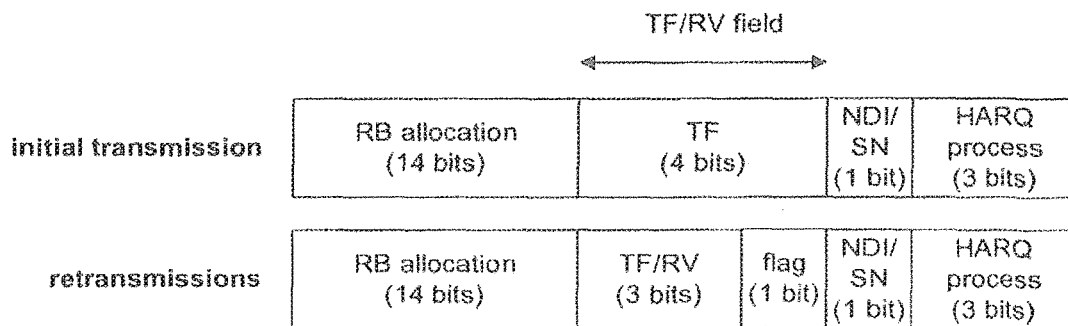 TF/RV field
initial transmission
RB allocation
(14 bits)
TF
(4 bits)
NDI/
SN
(1 bit)
HARQ
process
(3 bits)
retransmissions
RB allocation
(14 bits)
TF/RV
(3 bits)
flag
(1 bit)
NDI/
SN
(1 bit)
HARQ
process
(3 bits)